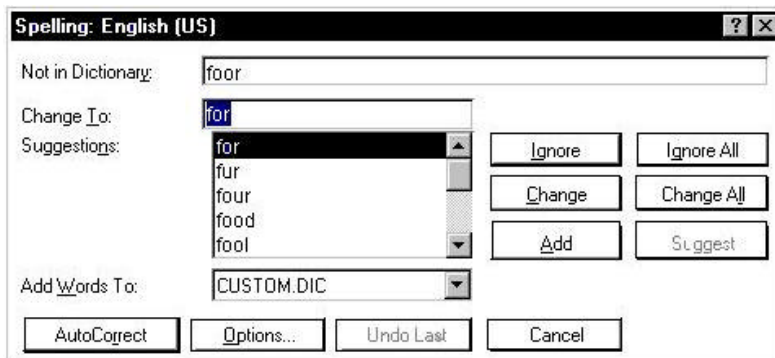 Spelling: English (US)
Not in Dictionary: foor
Change To: for
Suggestions: for
fur
four
food
fool
Ignore Ignore All
Change Change All
Add Suggest
Add Words To: CUSTOM.DIC
AutoCorrect Options... Undo Last Cancel